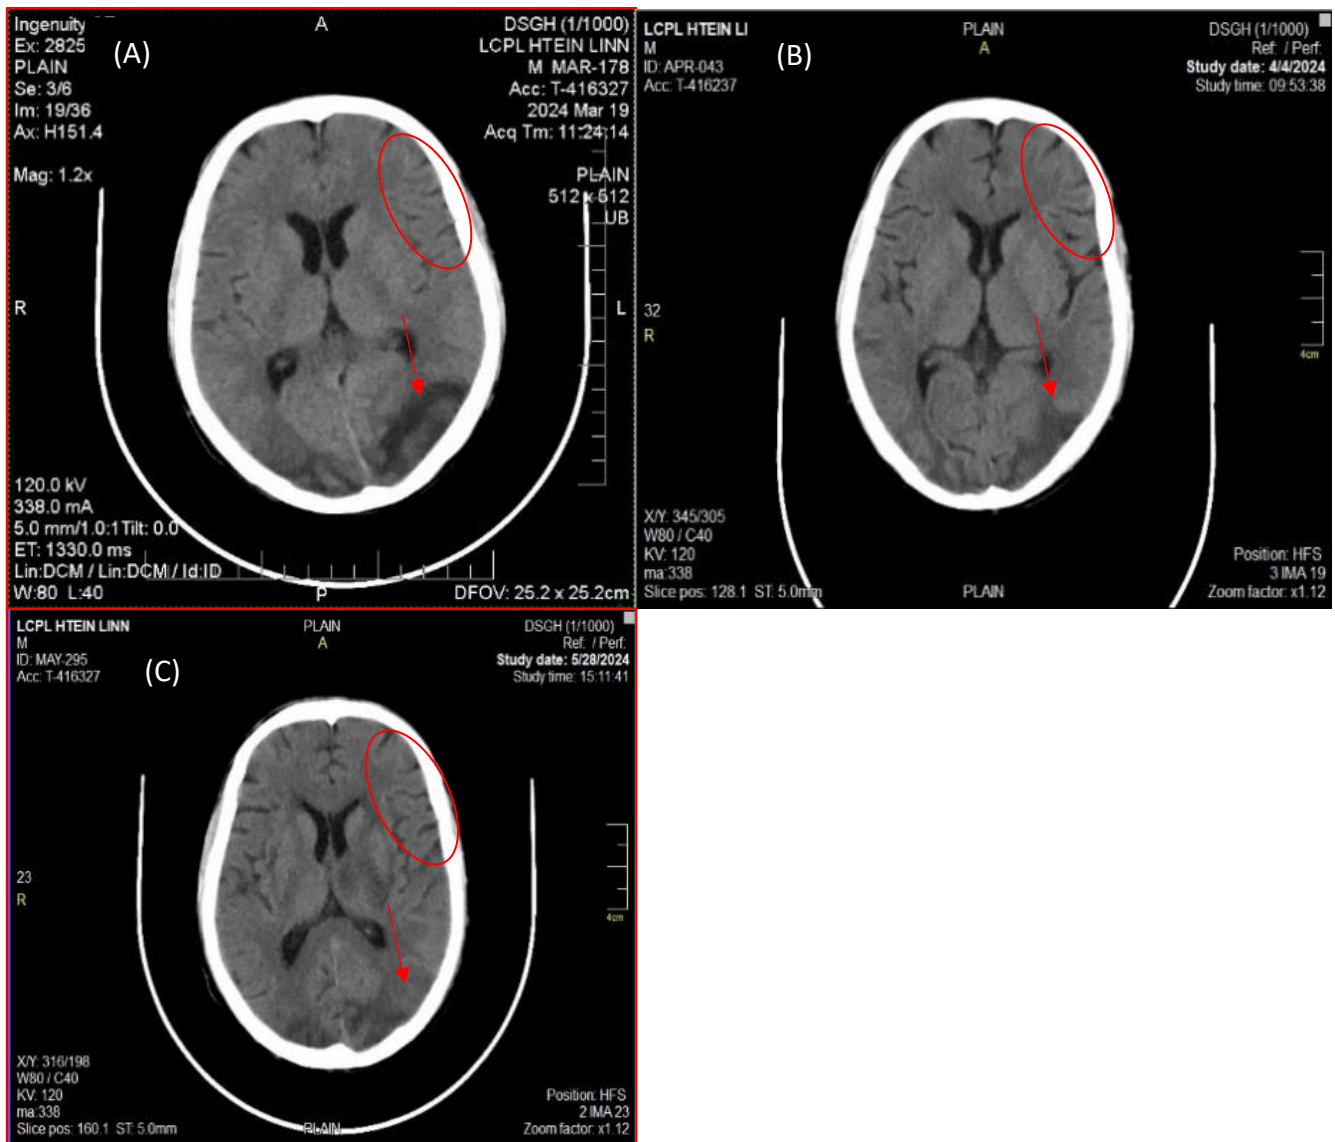 Ingenuity
Ex: 2825
PLAIN
Se: 3/6
Im: 19/36
Ax: H151.4
Mag: 1.2x
(A)
A
DSGH (1/1000)
LCPL HTEIN LINN
M MAR-178
Acc: T-416327
2024 Mar 19
Acq Tm: 11:24:14
PLAIN
512 x 512
UB
R
L
120.0 kV
338.0 mA
5.0 mm/1.0:1Tilt: 0.0
ET: 1330.0 ms
Lin:DCM / Lin:DCM / Id:ID
W:80 L:40
P
DFOV: 25.2 x 25.2cm
LCPL HTEIN LI
M
ID: APR-043
Acc: T-416237
(B)
PLAIN
A
DSGH (1/1000)
Ref: / Perf:
Study date: 4/4/2024
Study time: 09:53:38
32
R
4cm
X/Y: 345/305
W80 / C40
KV: 120
ma:338
Slice pos: 128.1 ST: 5.0mm
PLAIN
Position: HFS
3 IMA 19
Zoom factor: x1.12
LCPL HTEIN LINN
M
ID: MAY-295
Acc: T-416327
(C)
PLAIN
A
DSGH (1/1000)
Ref: / Perf:
Study date: 5/28/2024
Study time: 15:11:41
23
R
4cm
X/Y: 316/198
W80 / C40
KV: 120
ma:338
Slice pos: 160.1 ST: 5.0mm
PLAIN
Position: HFS
2 IMA 23
Zoom factor: x1.12